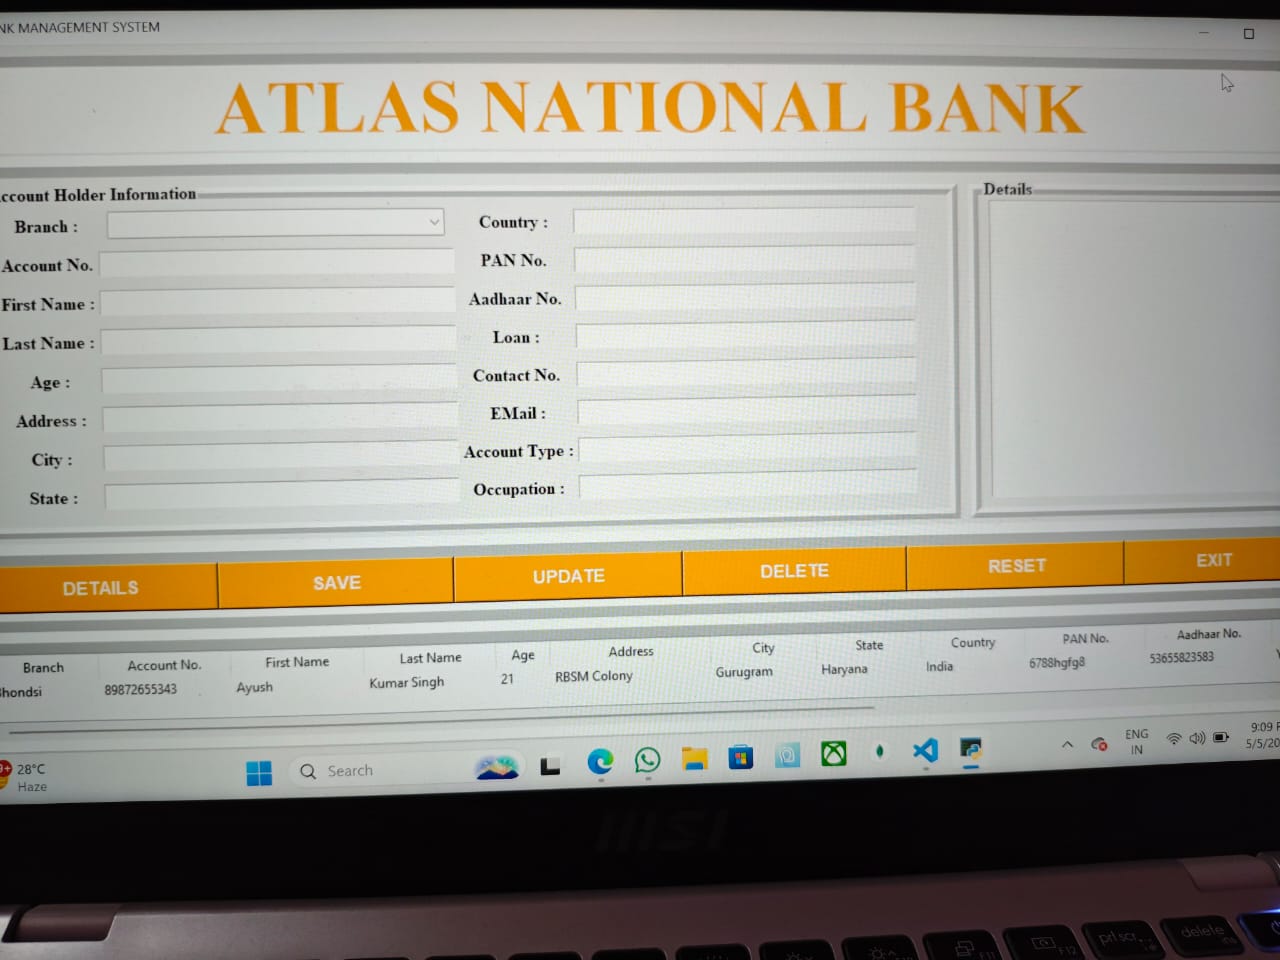 NK MANAGEMENT SYSTEM
ATLAS NATIONAL BANK
ccount Holder Information
Details
Branch :
Country :
Account No.
PAN No.
First Name :
Aadhaar No.
Last Name :
Loan :
Age :
Contact No.
Address :
EMail :
City :
Account Type :
State :
Occupation :
DETAILS SAVE UPDATE DELETE RESET EXIT
Branch Account No. First Name Last Name Age Address City State Country PAN No. Aadhaar No.
hondsi 89872655343 Ayush Kumar Singh 21 RBSM Colony Gurugram Haryana India 6788hgfg8 53655823583
28°C
Haze
Search
ENG
IN
9:09
5/5/20
msi
prt scr
delete
F12